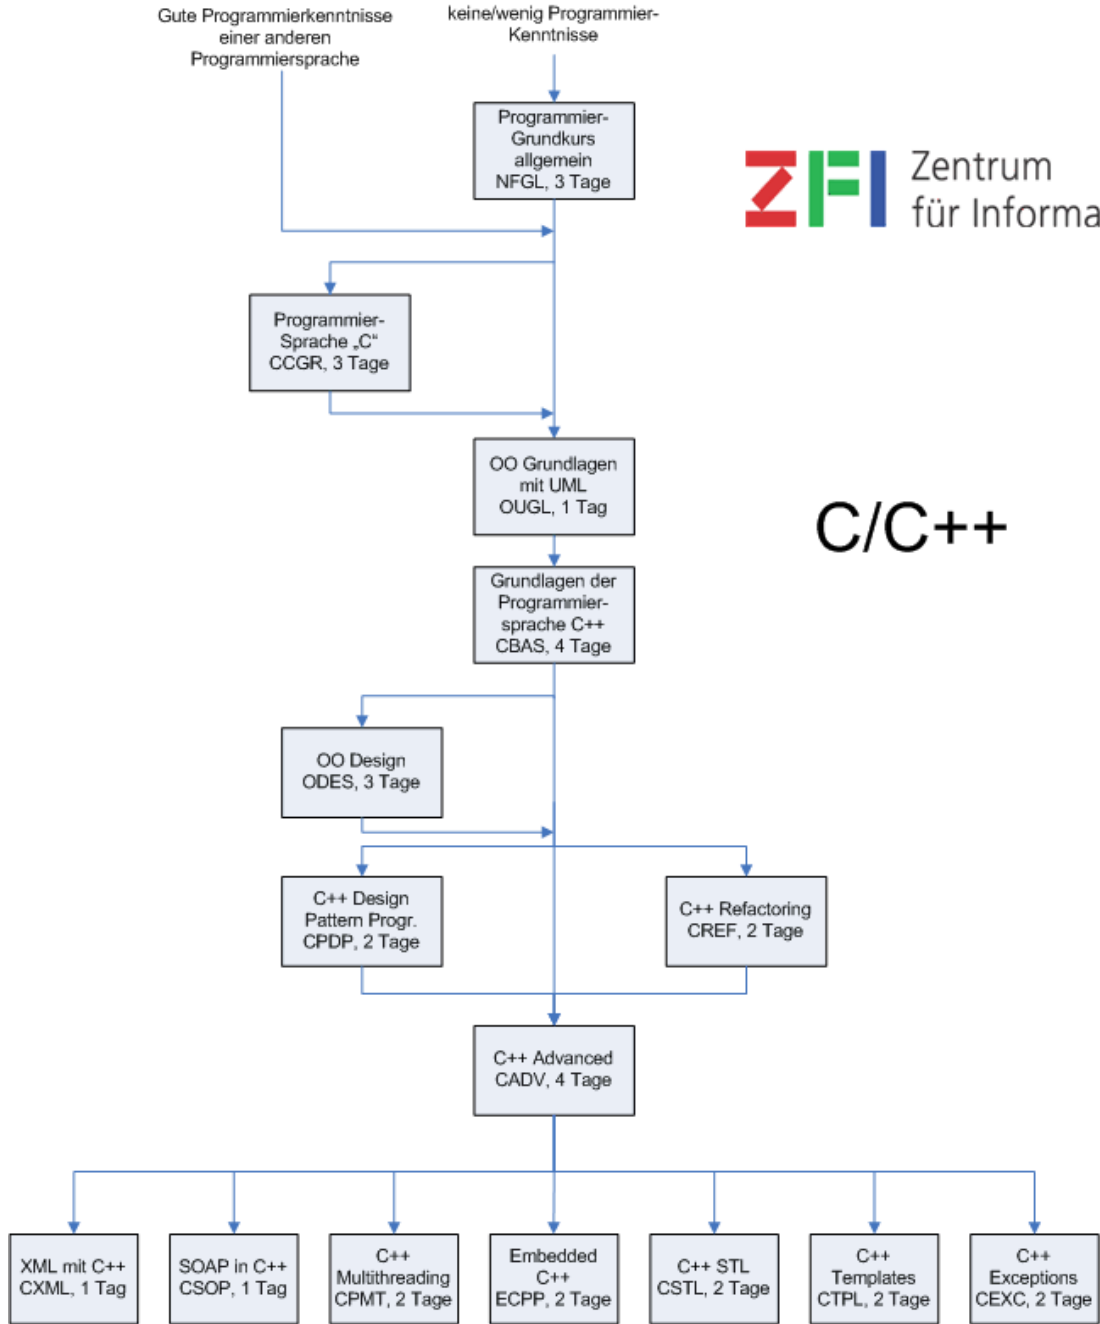 Gute Programmierkenntnisse
einer anderen
Programmiersprache
keine/wenig Programmier-
Kenntnisse
Programmier-
Grundkurs
allgemein
NFGL, 3 Tage
ZFI
Zentrum
für Informa
Programmier-
Sprache „C“
CCGR, 3 Tage
OO Grundlagen
mit UML
OUGL, 1 Tag
C/C++
Grundlagen der
Programmier-
sprache C++
CBAS, 4 Tage
OO Design
ODES, 3 Tage
C++ Design
Pattern Progr.
CPDP, 2 Tage
C++ Refactoring
CREF, 2 Tage
C++ Advanced
CADV, 4 Tage
XML mit C++
CXML, 1 Tag
SOAP in C++
CSOP, 1 Tag
C++
Multithreading
CPMT, 2 Tage
Embedded
C++
ECPP, 2 Tage
C++ STL
CSTL, 2 Tage
C++
Templates
CTPL, 2 Tage
C++
Exceptions
CEXC, 2 Tage